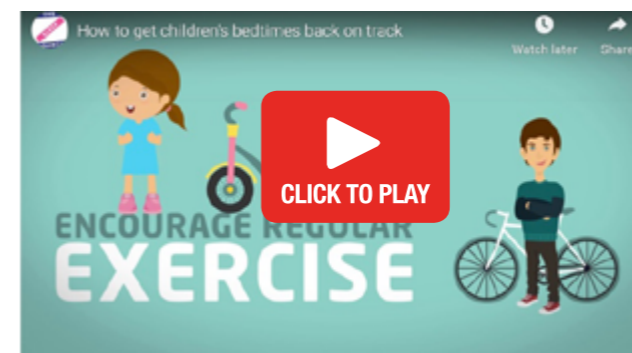 How to get children's bedtimes back on track
Watch later
Share
CLICK TO PLAY
ENCOURAGE REGULAR
EXERCISE